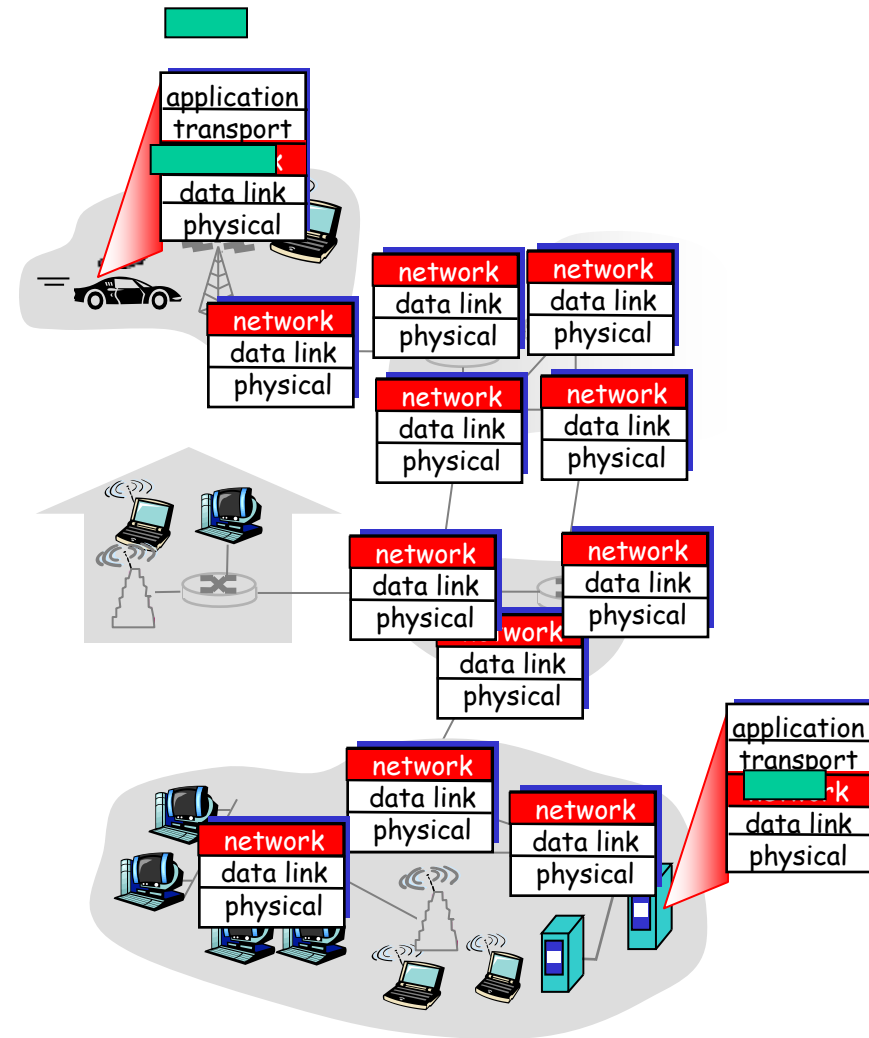 application
transport
k
data link
physical
network
data link
physical
network
data link
physical
network
data link
physical
network
data link
physical
network
data link
physical
network
data link
physical
network
data link
physical
work
data link
physical
application
transport
k
data link
physical
network
data link
physical
network
data link
physical
network
data link
physical